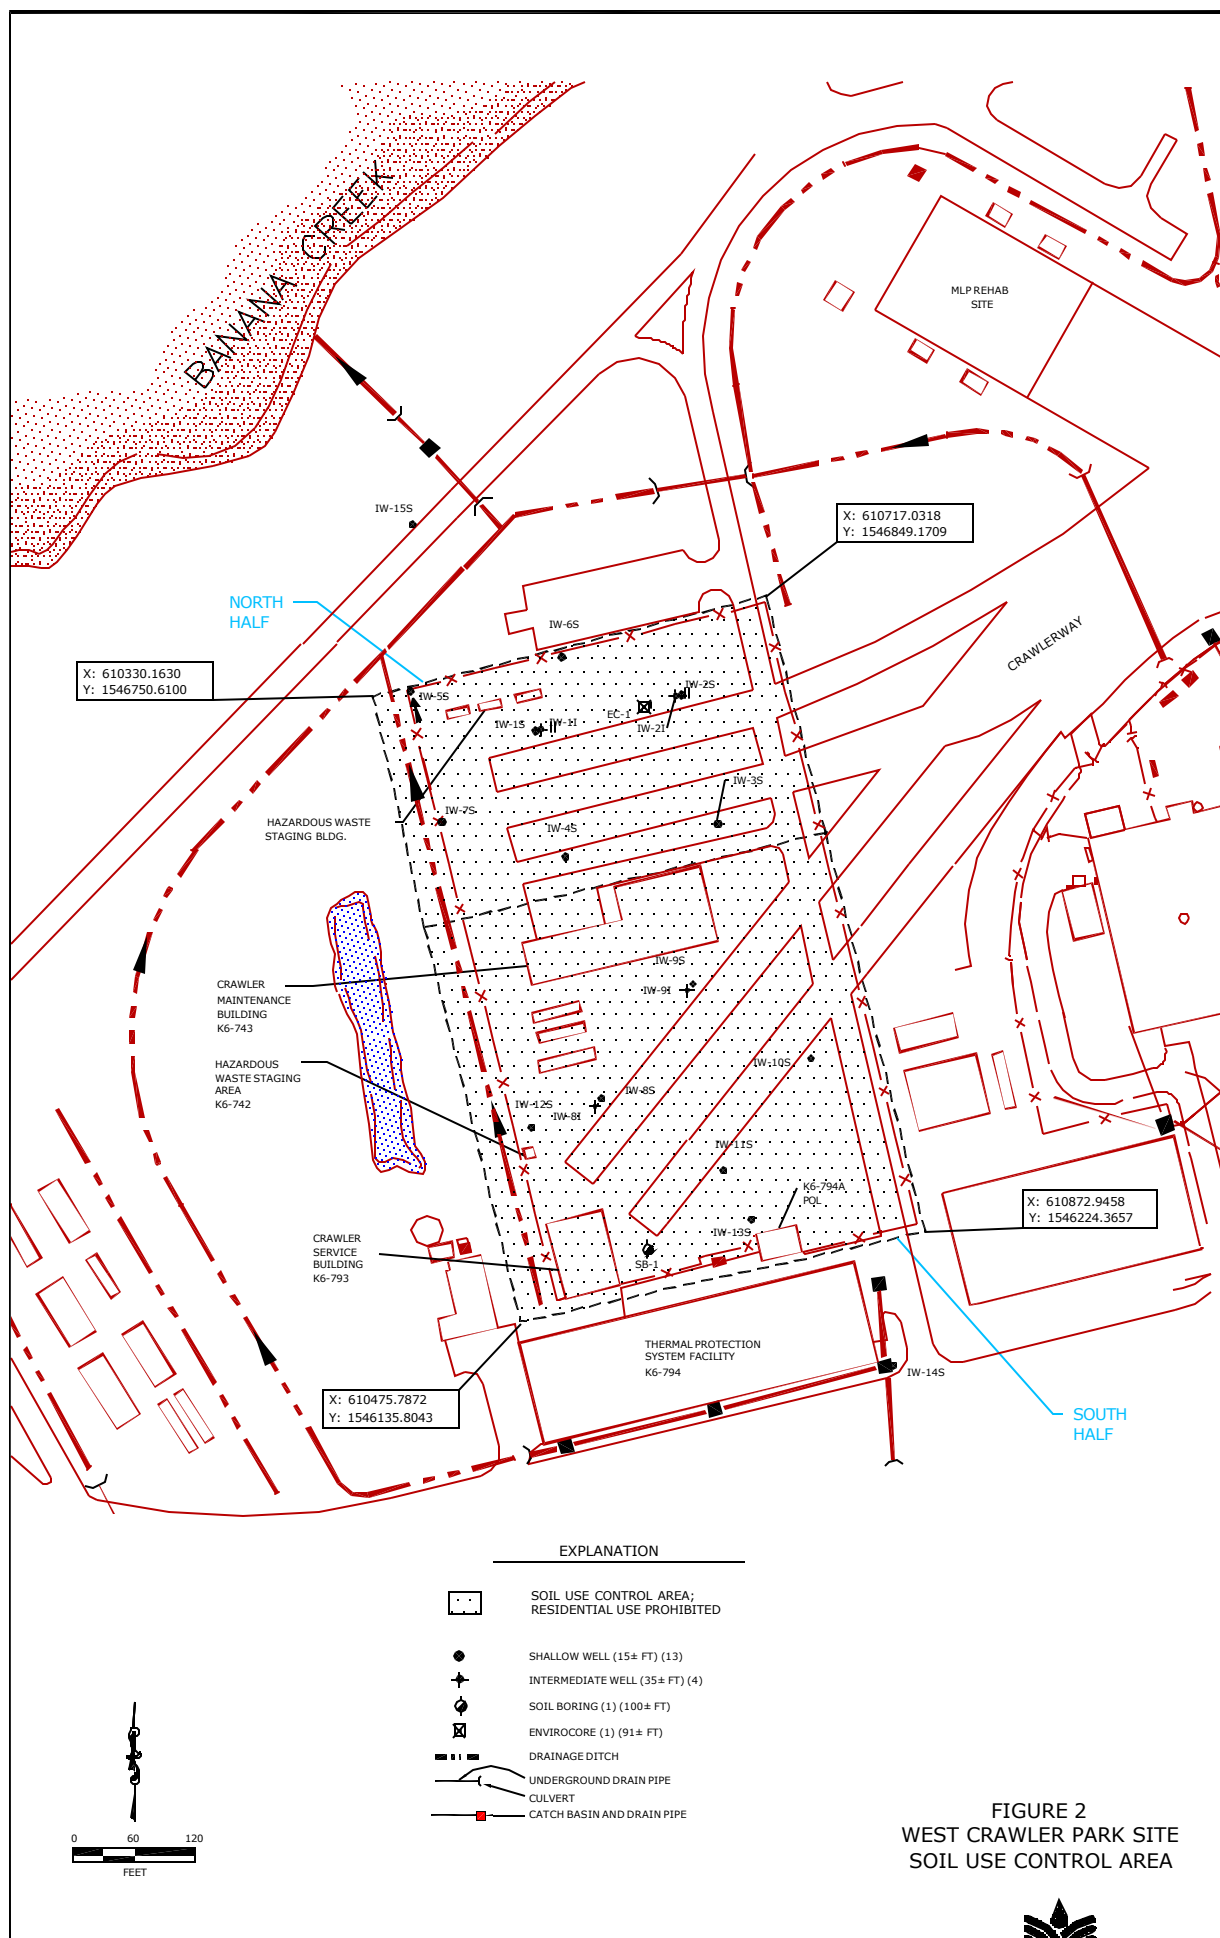 BANANA CREEK
MLP REHAB
SITE
IW-15S
X: 610717.0318
Y: 1546849.1709
NORTH
HALF
IW-6S
CRAWLERWAY
X: 610330.1630
Y: 1546750.6100
IW-5S
IW-2S
EC-1
IW-1S
IW-1I
IW-2I
IW-3S
IW-7S
HAZARDOUS WASTE
STAGING BLDG.
IW-4S
IW-9S
IW-9I
CRAWLER
MAINTENANCE
BUILDING
K6-743
HAZARDOUS
WASTE STAGING
AREA
K6-742
IW-10S
IW-8S
IW-12S
IW-8I
IW-11S
K6-794A
POL
X: 610872.9458
Y: 1546224.3657
IW-13S
CRAWLER
SERVICE
BUILDING
K6-793
SB-1
THERMAL PROTECTION
SYSTEM FACILITY
K6-794
IW-14S
X: 610475.7872
Y: 1546135.8043
SOUTH
HALF
EXPLANATION
SOIL USE CONTROL AREA;
RESIDENTIAL USE PROHIBITED
SHALLOW WELL (15± FT) (13)
INTERMEDIATE WELL (35± FT) (4)
SOIL BORING (1) (100± FT)
ENVIROCORE (1) (91± FT)
DRAINAGE DITCH
UNDERGROUND DRAIN PIPE
CULVERT
CATCH BASIN AND DRAIN PIPE
0 60 120
FEET
FIGURE 2
WEST CRAWLER PARK SITE
SOIL USE CONTROL AREA